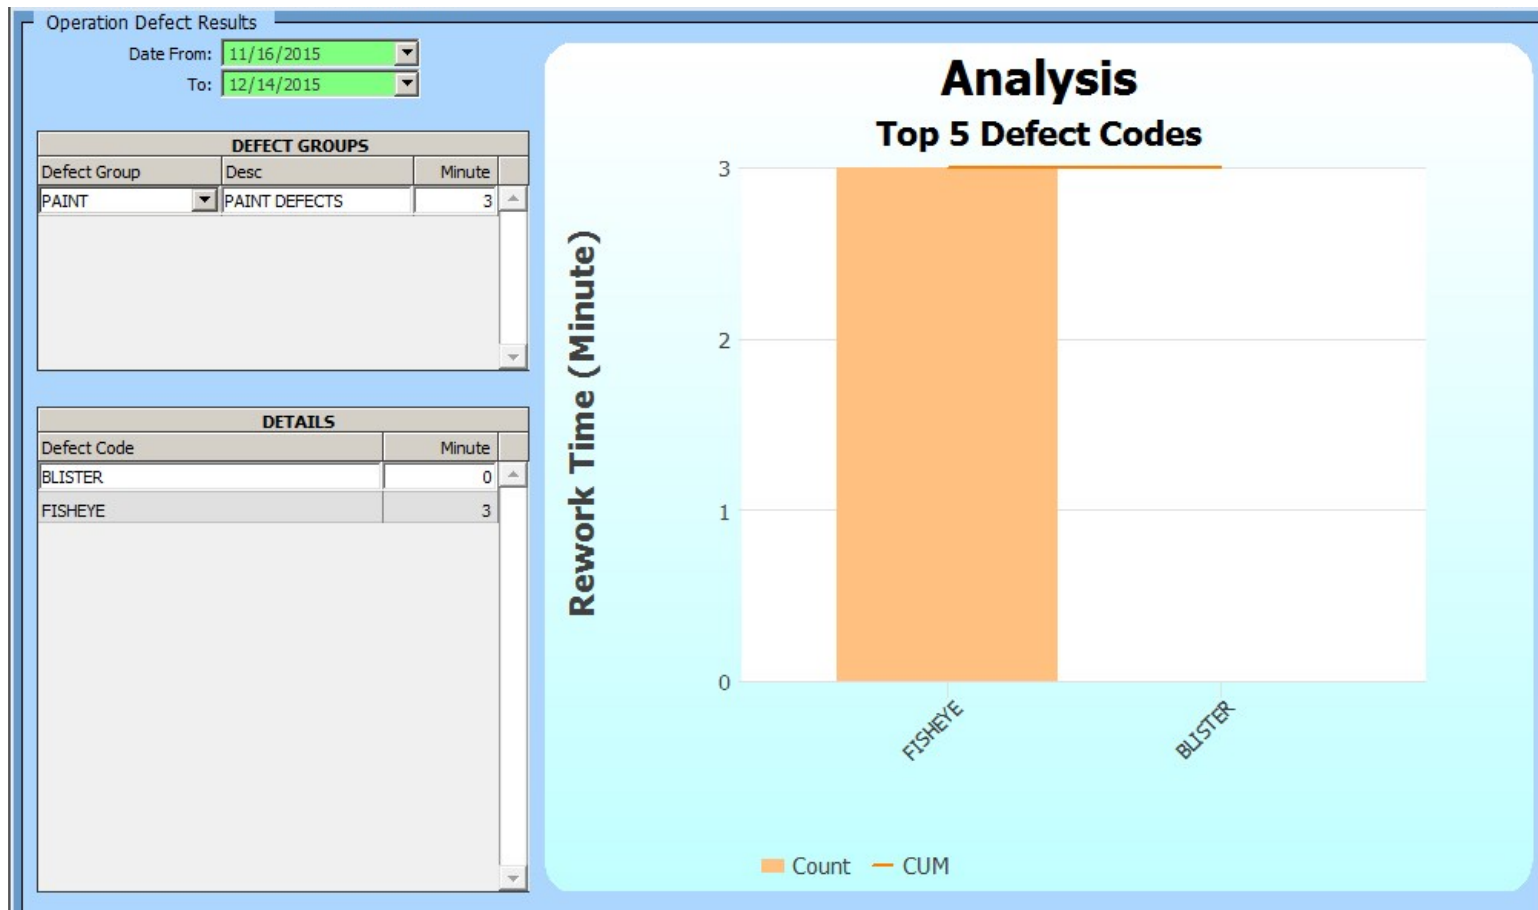 Operation Defect Results
Date From: 11/16/2015
To: 12/14/2015
DEFECT GROUPS
Defect Group Desc Minute
PAINT PAINT DEFECTS 3
DETAILS
Defect Code Minute
BLISTER 0
FISHEYE 3
Analysis
Top 5 Defect Codes
Rework Time (Minute)
3
2
1
0
FISHEYE BLISTER
Count CUM